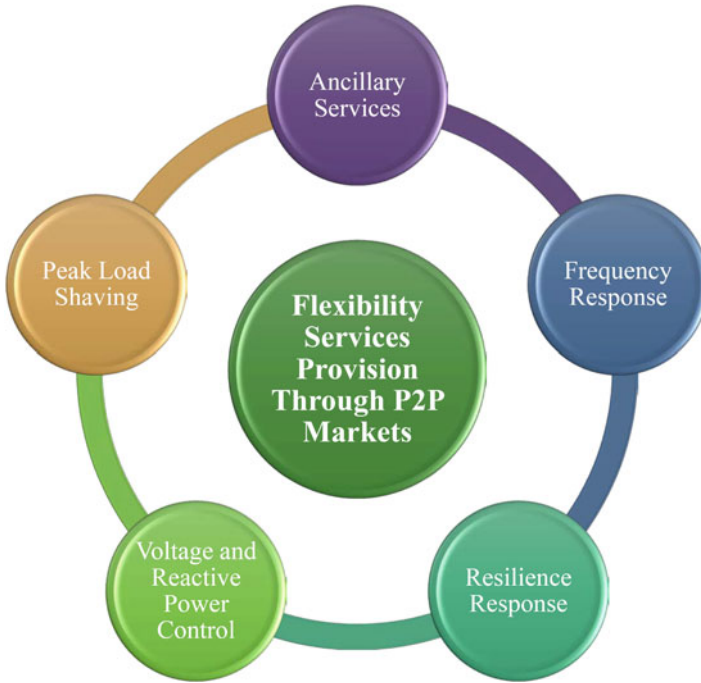 Ancillary
Services
Peak Load
Shaving
Frequency
Response
Flexibility
Services
Provision
Through P2P
Markets
Voltage and
Reactive
Power
Control
Resilience
Response